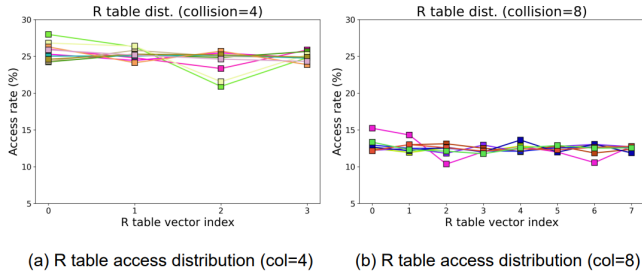 R table dist. (collision=4)
30
25
20
15
10
5
Access rate (%)
0 1 2 3
R table vector index
(a) R table access distribution (col=4)
R table dist. (collision=8)
30
25
20
15
10
5
Access rate (%)
0 1 2 3 4 5 6 7
R table vector index
(b) R table access distribution (col=8)